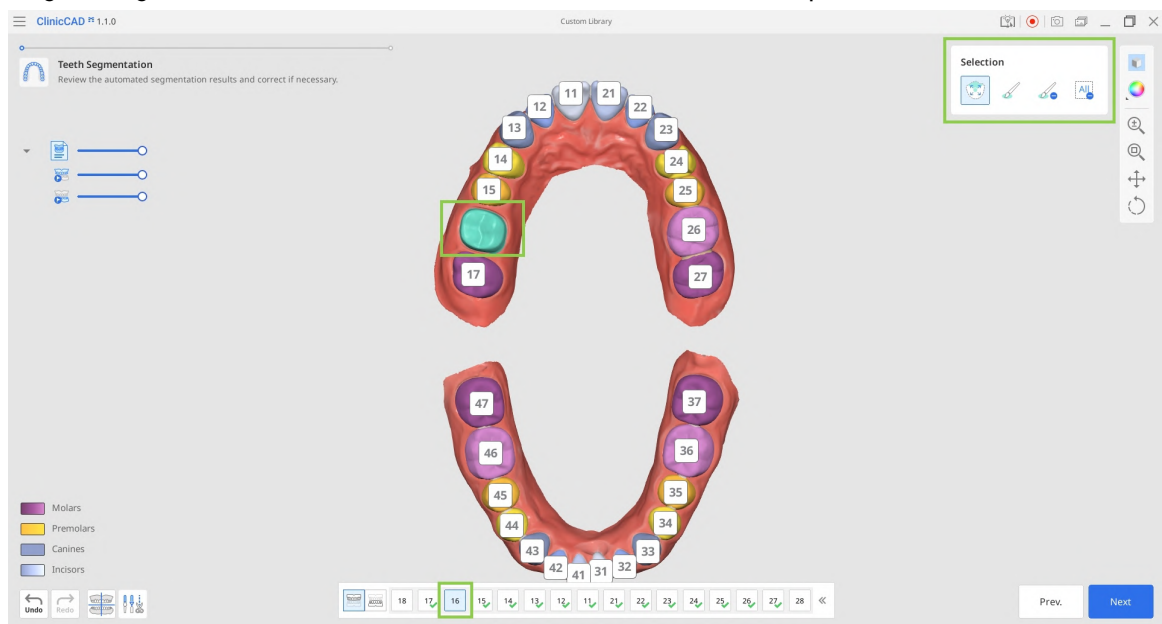 ClinicCAD 1.1.0
Custom Library
Teeth Segmentation
Review the automated segmentation results and correct if necessary.
Selection
All
11 21
12 22
13 23
14 24
15 25
26
17 27
47 37
46 36
45 35
44 34
43 33
42 41 31 32
Molars
Premolars
Canines
Incisors
Undo Redo
18 17 16 15 14 13 12 11 21 22 23 24 25 26 27 28 «
Prev. Next